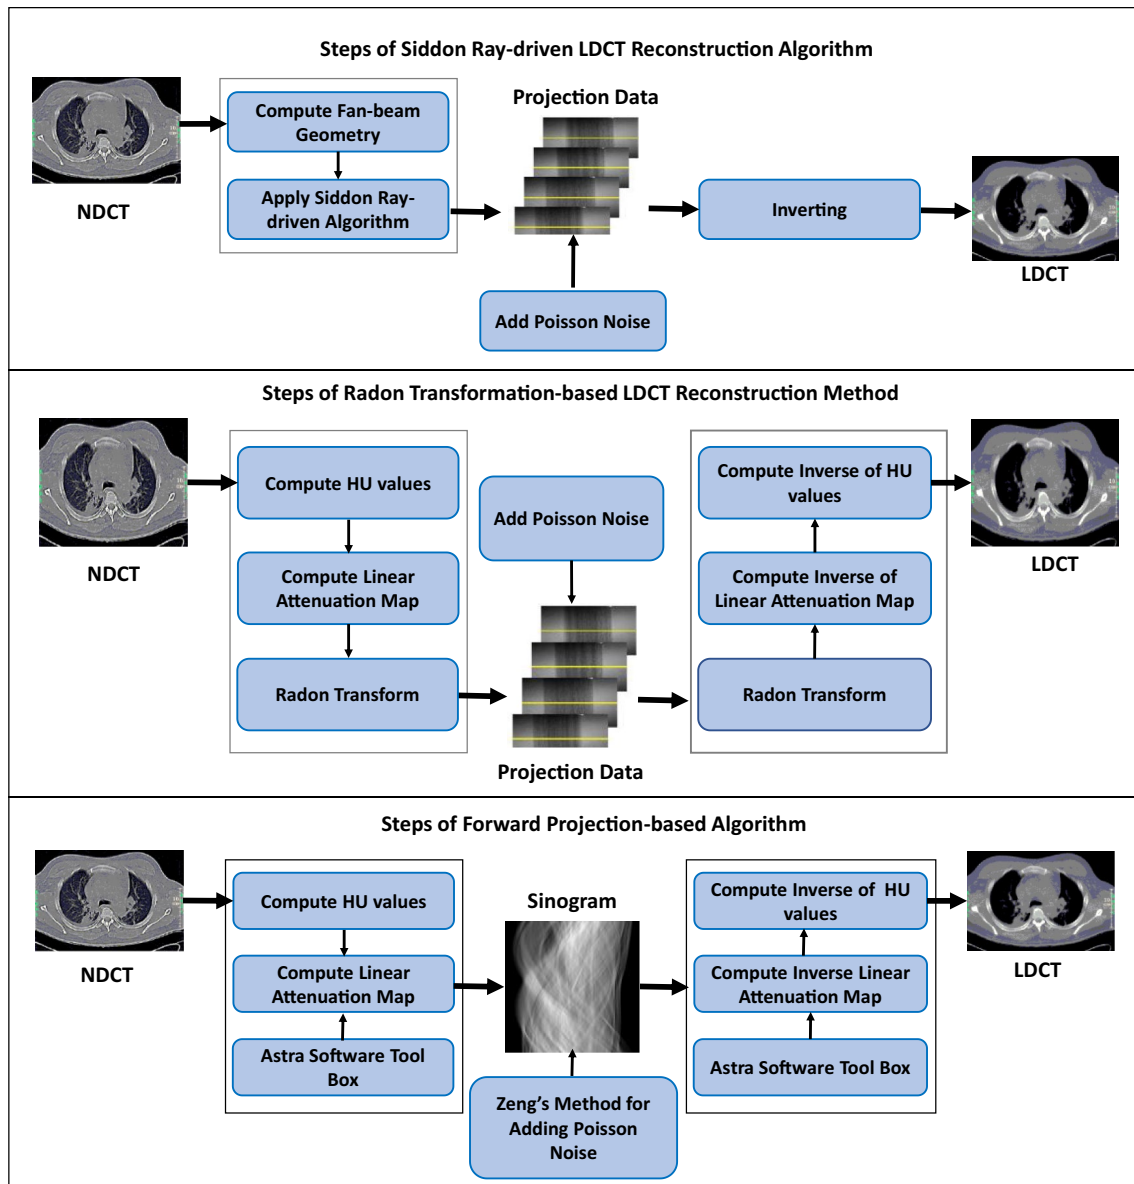 Steps of Siddon Ray-driven LDCT Reconstruction Algorithm
NDCT
Compute Fan-beam
Geometry
Apply Siddon Ray-
driven Algorithm
Projection Data
Add Poisson Noise
Inverting
LDCT
Steps of Radon Transformation-based LDCT Reconstruction Method
NDCT
Compute HU values
Compute Linear
Attenuation Map
Radon Transform
Add Poisson Noise
Projection Data
Compute Inverse of HU
values
Compute Inverse of
Linear Attenuation Map
Radon Transform
LDCT
Steps of Forward Projection-based Algorithm
NDCT
Compute HU values
Compute Linear
Attenuation Map
Astra Software Tool
Box
Sinogram
Zeng's Method for
Adding Poisson
Noise
Compute Inverse of HU
values
Compute Inverse Linear
Attenuation Map
Astra Software Tool Box
LDCT